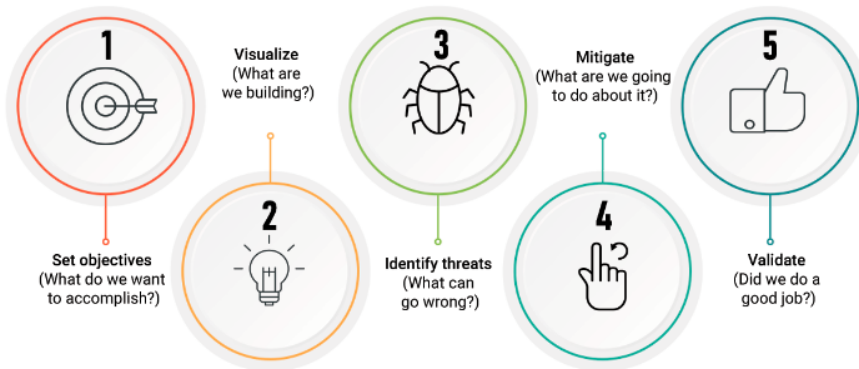 1
Set objectives
(What do we want
to accomplish?)
Visualize
(What are
we building?)
2
3
Identify threats
(What can
go wrong?)
Mitigate
(What are we going
to do about it?)
4
5
Validate
(Did we do a
good job?)